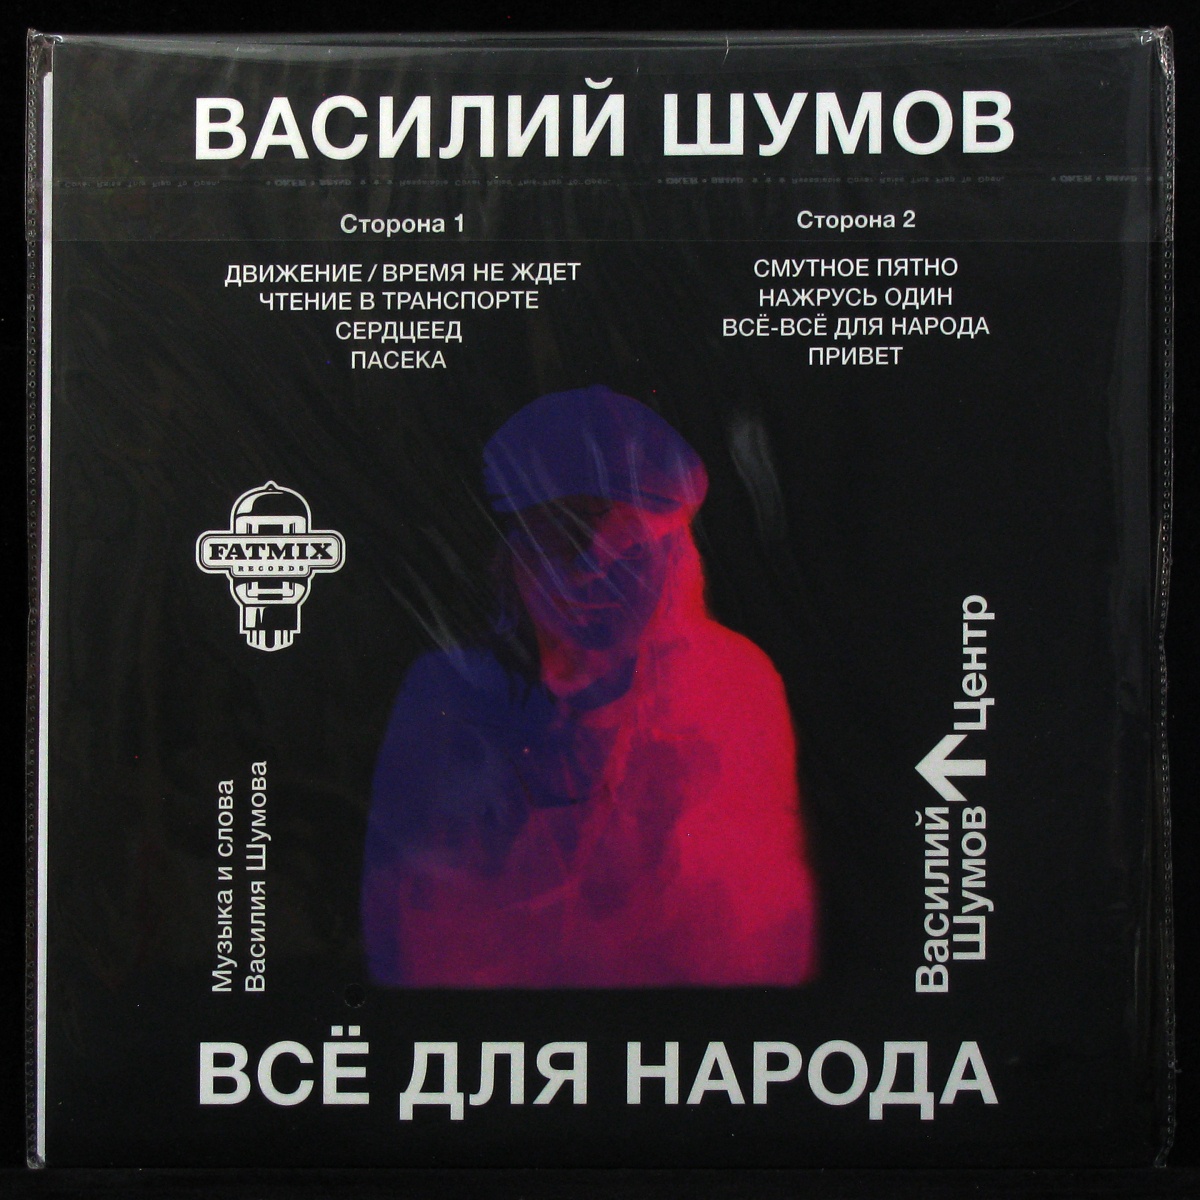 ВАСИЛИЙ ШУМОВ
Сторона 1
ДВИЖЕНИЕ / ВРЕМЯ НЕ ЖДЕТ
ЧТЕНИЕ В ТРАНСПОРТЕ
СЕРДЦЕЕД
ПАСЕКА
Сторона 2
СМУТНОЕ ПЯТНО
НАЖРУСЬ ОДИН
ВСЁ-ВСЁ ДЛЯ НАРОДА
ПРИВЕТ
FATMIX
RECORDS
Музыка и слова
Василия Шумова
Василий
Шумов
Центр
ВСЁ ДЛЯ НАРОДА